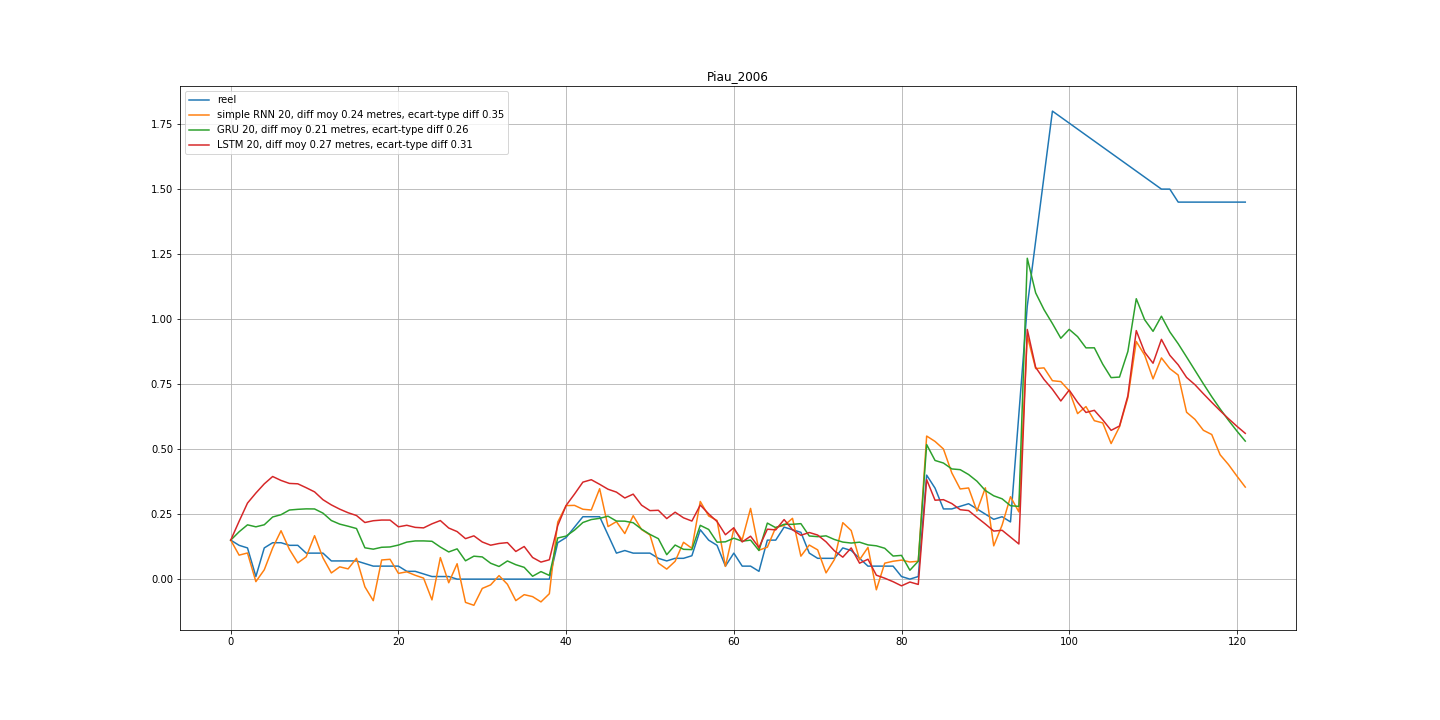 Piau_2006
reel
simple RNN 20, diff moy 0.24 metres, ecart-type diff 0.35
GRU 20, diff moy 0.21 metres, ecart-type diff 0.26
LSTM 20, diff moy 0.27 metres, ecart-type diff 0.31
1.75
1.50
1.25
1.00
0.75
0.50
0.25
0.00
0 20 40 60 80 100 120